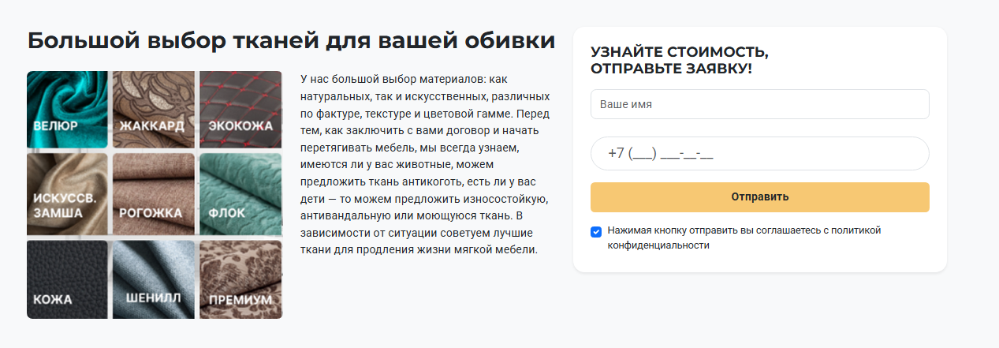 Большой выбор тканей для вашей обивки
ВЕЛЮР
ЖАККАРД
ЭКОКОЖА
ИСКУССВ.
ЗАМША
РОГОЖКА
ФЛОК
КОЖА
ШЕНИЛЛ
ПРЕМИУМ
У нас большой выбор материалов: как
натуральных, так и искусственных, различных
по фактуре, текстуре и цветовой гамме. Перед
тем, как заключить с вами договор и начать
перетягивать мебель, мы всегда узнаем,
имеются ли у вас животные, можем
предложить ткань антикоготь, есть ли у вас
дети — то можем предложить износостойкую,
антивандальную или моющуюся ткань. В
зависимости от ситуации советуем лучшие
ткани для продления жизни мягкой мебели.
УЗНАЙТЕ СТОИМОСТЬ,
ОТПРАВЬТЕ ЗАЯВКУ!
Ваше имя
+7 (___) ___-__-__
Отправить
Нажимая кнопку отправить вы соглашаетесь с политикой
конфиденциальности